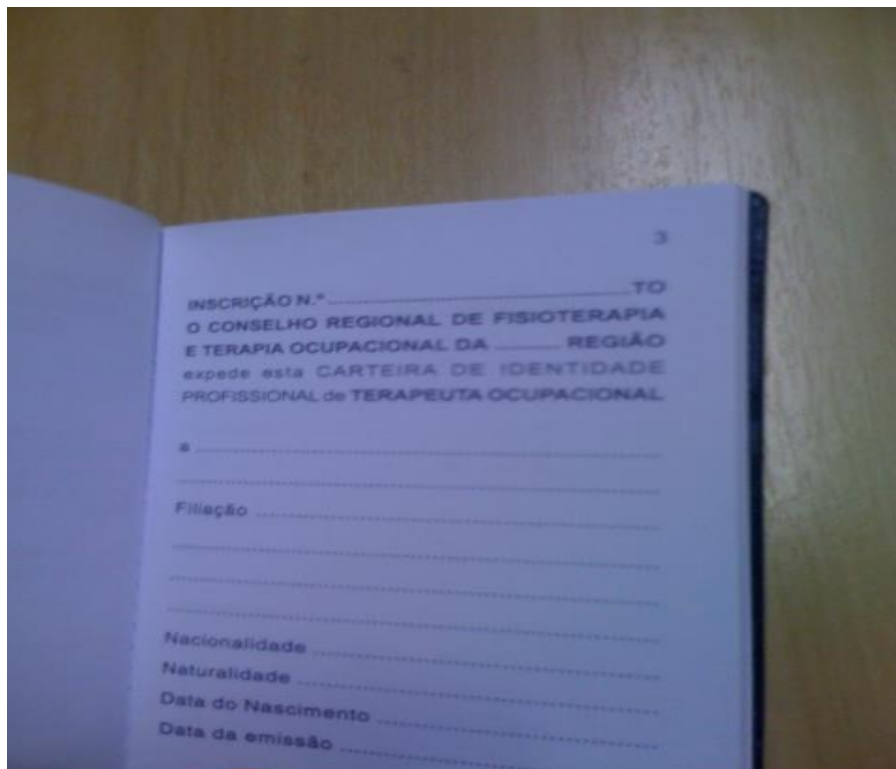 3
INSCRIÇÃO N.º ........................................TO
O CONSELHO REGIONAL DE FISIOTERAPIA
E TERAPIA OCUPACIONAL DA ......... REGIÃO
expede esta CARTEIRA DE IDENTIDADE
PROFISSIONAL de TERAPEUTA OCUPACIONAL
a ............................................................
Filiação ......................................................
Nacionalidade ..............................................
Naturalidade ................................................
Data do Nascimento ....................................
Data da emissão ..........................................